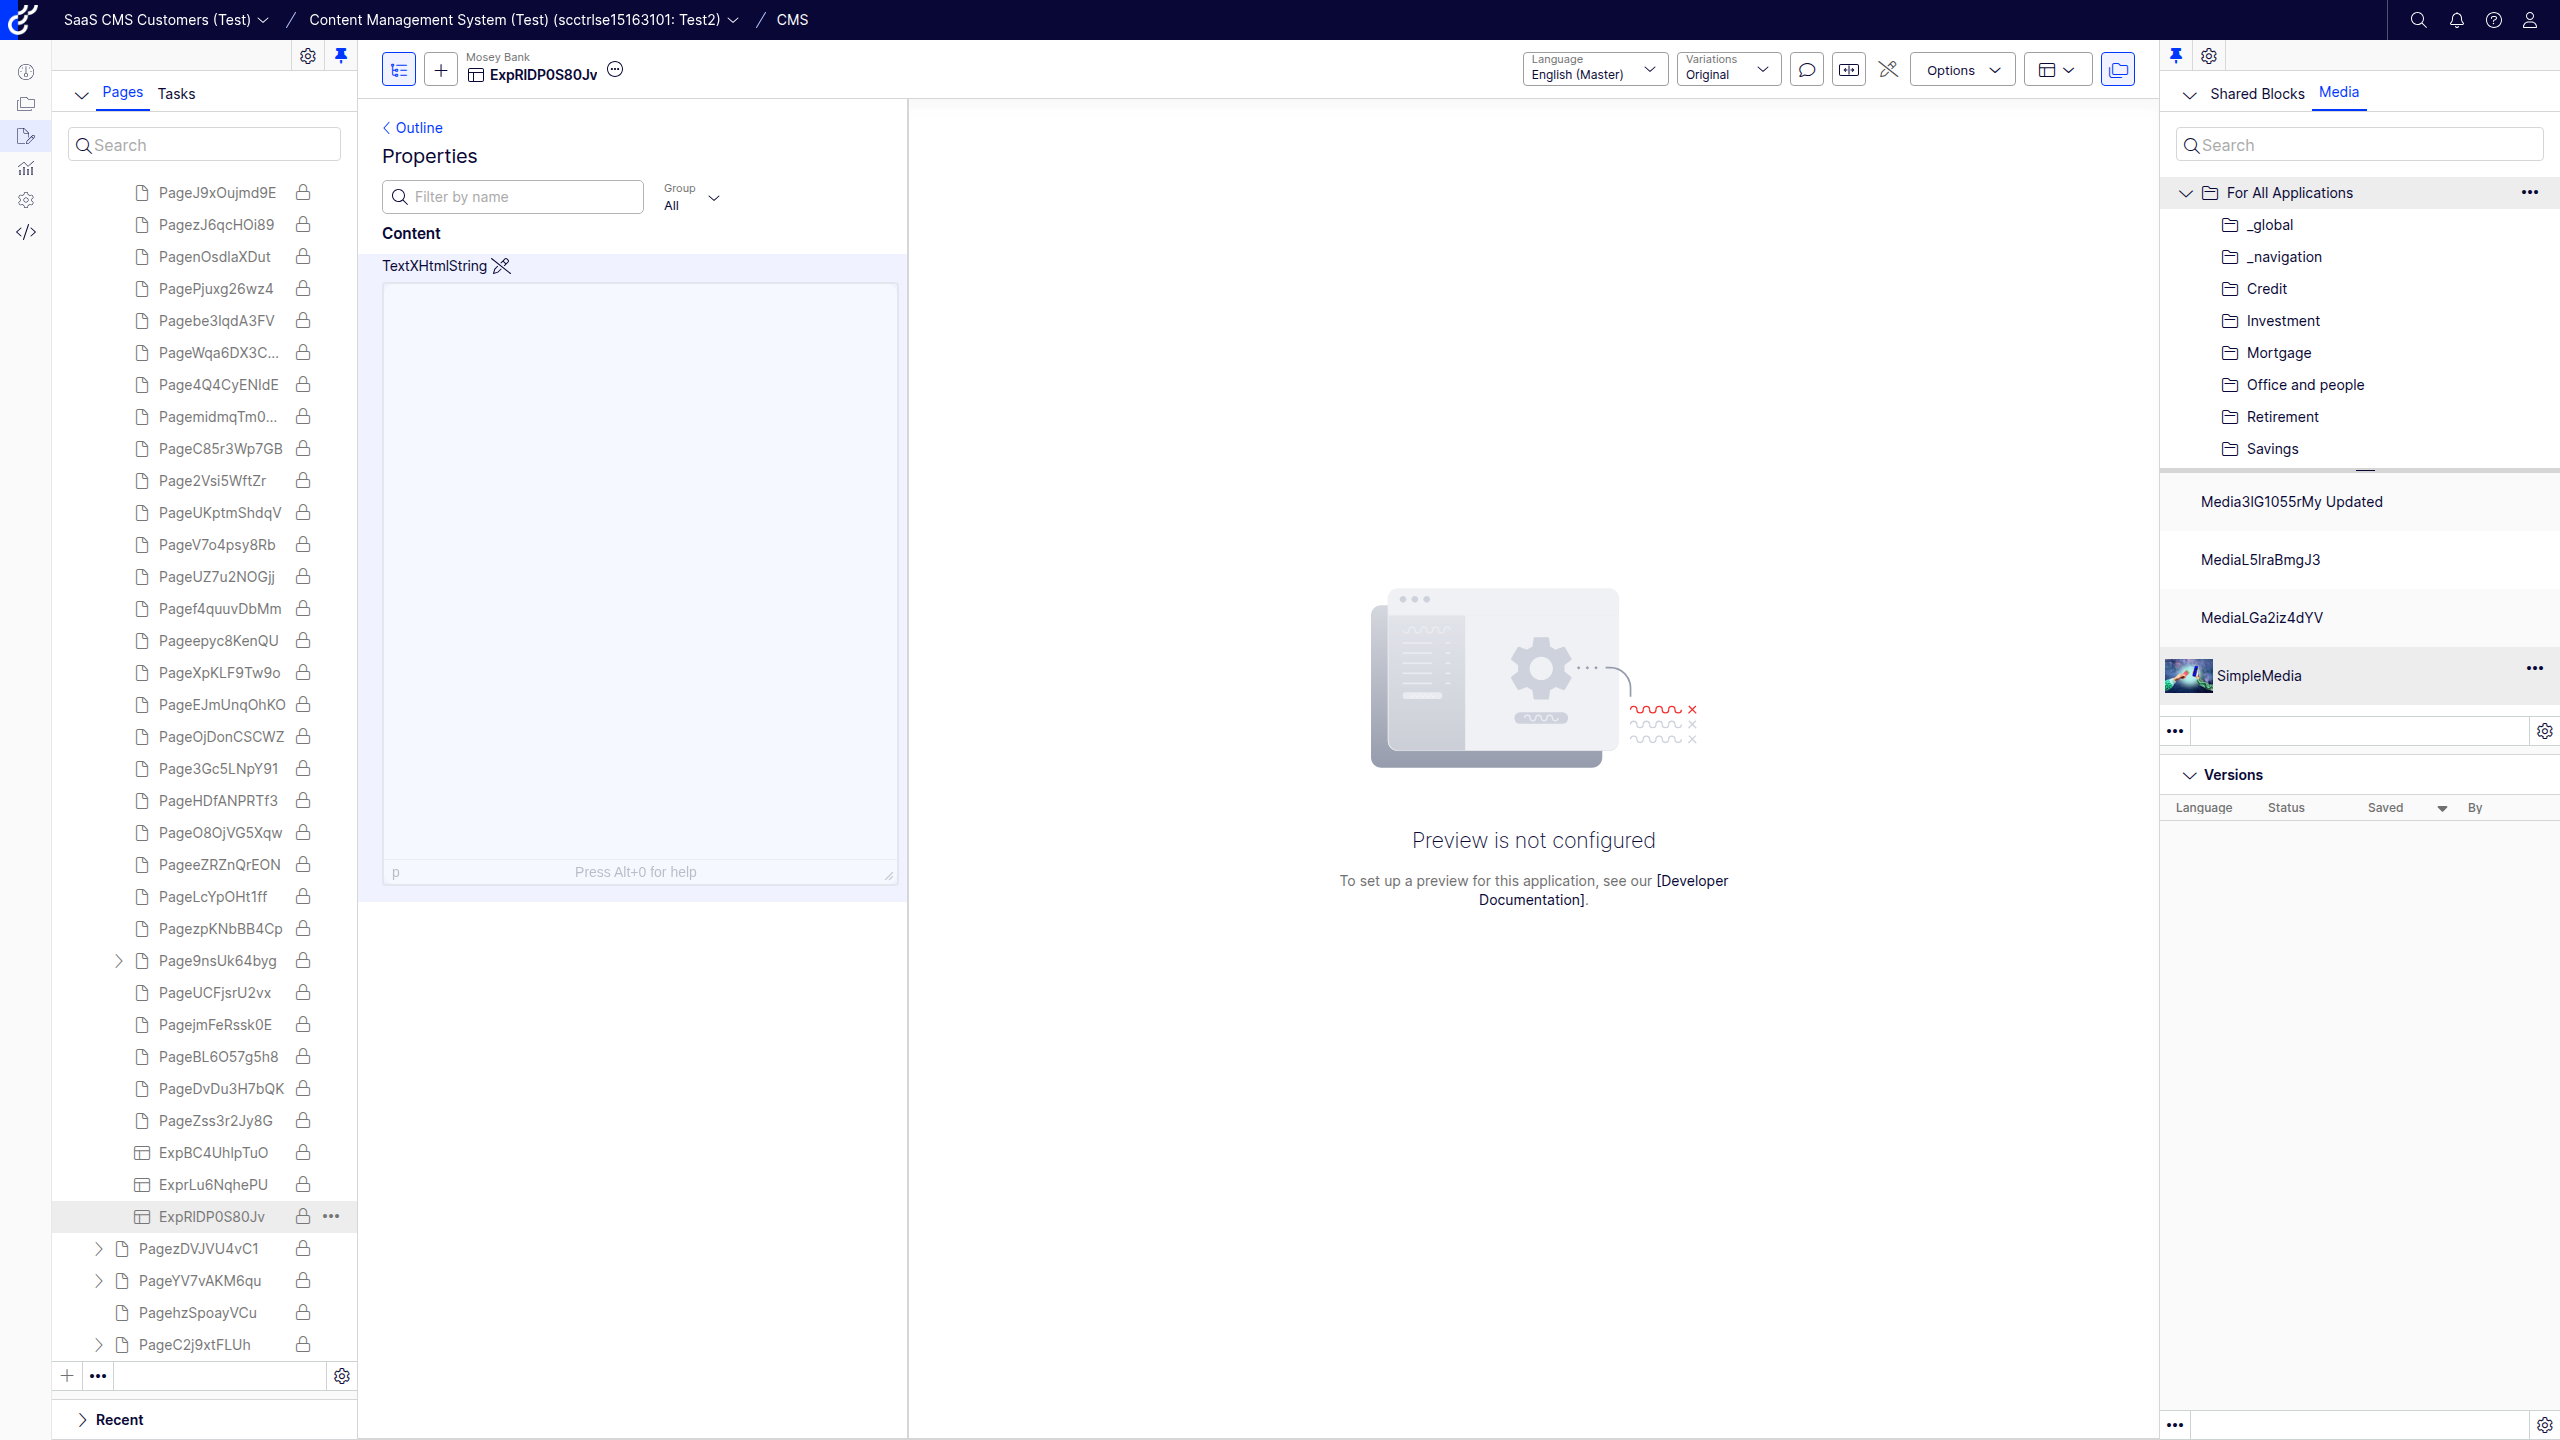 SaaS CMS Customers (Test)
Content Management System (Test) (scctrlse15163101: Test2)
CMS
Pages
Tasks
Search
PageJ9xOujmd9E
PagezJ6qcHOi89
PagenOsdlaXDut
PagePjuxg26wz4
Pagebe3lqdA3FV
PageWqa6DX3C...
Page4Q4CyENldE
PagemidmqTm0...
PageC85r3Wp7GB
Page2Vsi5WftZr
PageUKptmShdqV
PageV7o4psy8Rb
PageUZ7u2NOGjj
Pagef4quuvDbMm
Pageepyc8KenQU
PageXpKLF9Tw9o
PageEJmUnqOhKO
PageOjDonCSCWZ
Page3Gc5LNpY91
PageHDfANPRTf3
PageO8OjVG5Xqw
PageeZRZnQrEON
PageLcYpOHt1ff
PagezpKNbBB4Cp
Page9nsUk64byg
PageUCFjsrU2vx
PagejmFeRssk0E
PageBL6O57g5h8
PageDvDu3H7bQK
PageZss3r2Jy8G
ExpBC4UhlpTuO
ExprLu6NqhePU
ExpRIDP0S80Jv
PagezDVJVU4vC1
PageYV7vAKM6qu
PagehzSpoayVCu
PageC2j9xtFLUh
Recent
Mosey Bank
ExpRIDP0S80Jv
Language
English (Master)
Variations
Original
Options
Outline
Properties
Filter by name
Group
All
Content
TextXHtmlString
p
Press Alt+0 for help
Preview is not configured
To set up a preview for this application, see our [Developer
Documentation].
Shared Blocks
Media
Search
For All Applications
_global
_navigation
Credit
Investment
Mortgage
Office and people
Retirement
Savings
Media3lG1055rMy Updated
MediaL5lraBmgJ3
MediaLGa2iz4dYV
SimpleMedia
Versions
Language
Status
Saved
By